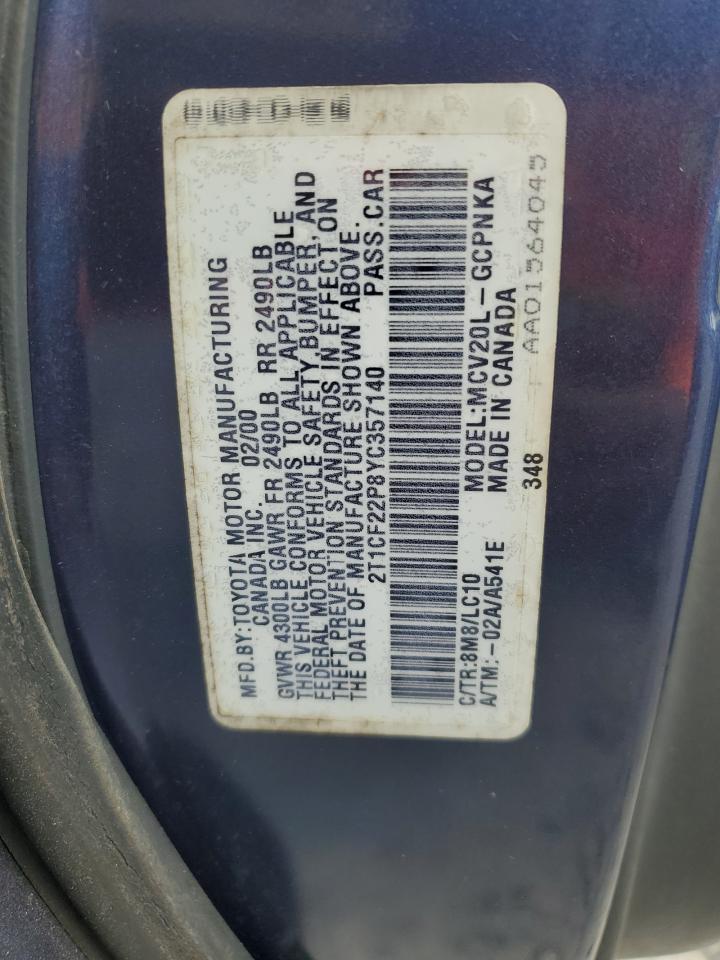 MFD.BY:TOYOTA MOTOR MANUFACTURING
CANADA INC. 02/00
GVWR 4300LB GAWR FR 2490LB RR 2490LB
THIS VEHICLE CONFORMS TO ALL APPLICABLE
FEDERAL MOTOR VEHICLE SAFETY, BUMPER, AND
THEFT PREVENTION STANDARDS IN EFFECT ON
THE DATE OF MANUFACTURE SHOWN ABOVE.
2T1CF22P8YC357140 PASS.CAR
C/TR:8M8/LC10 MODEL:MCV20L-GCPNKA
A/TM:-02A/A541E MADE IN CANADA
348 AA01564045